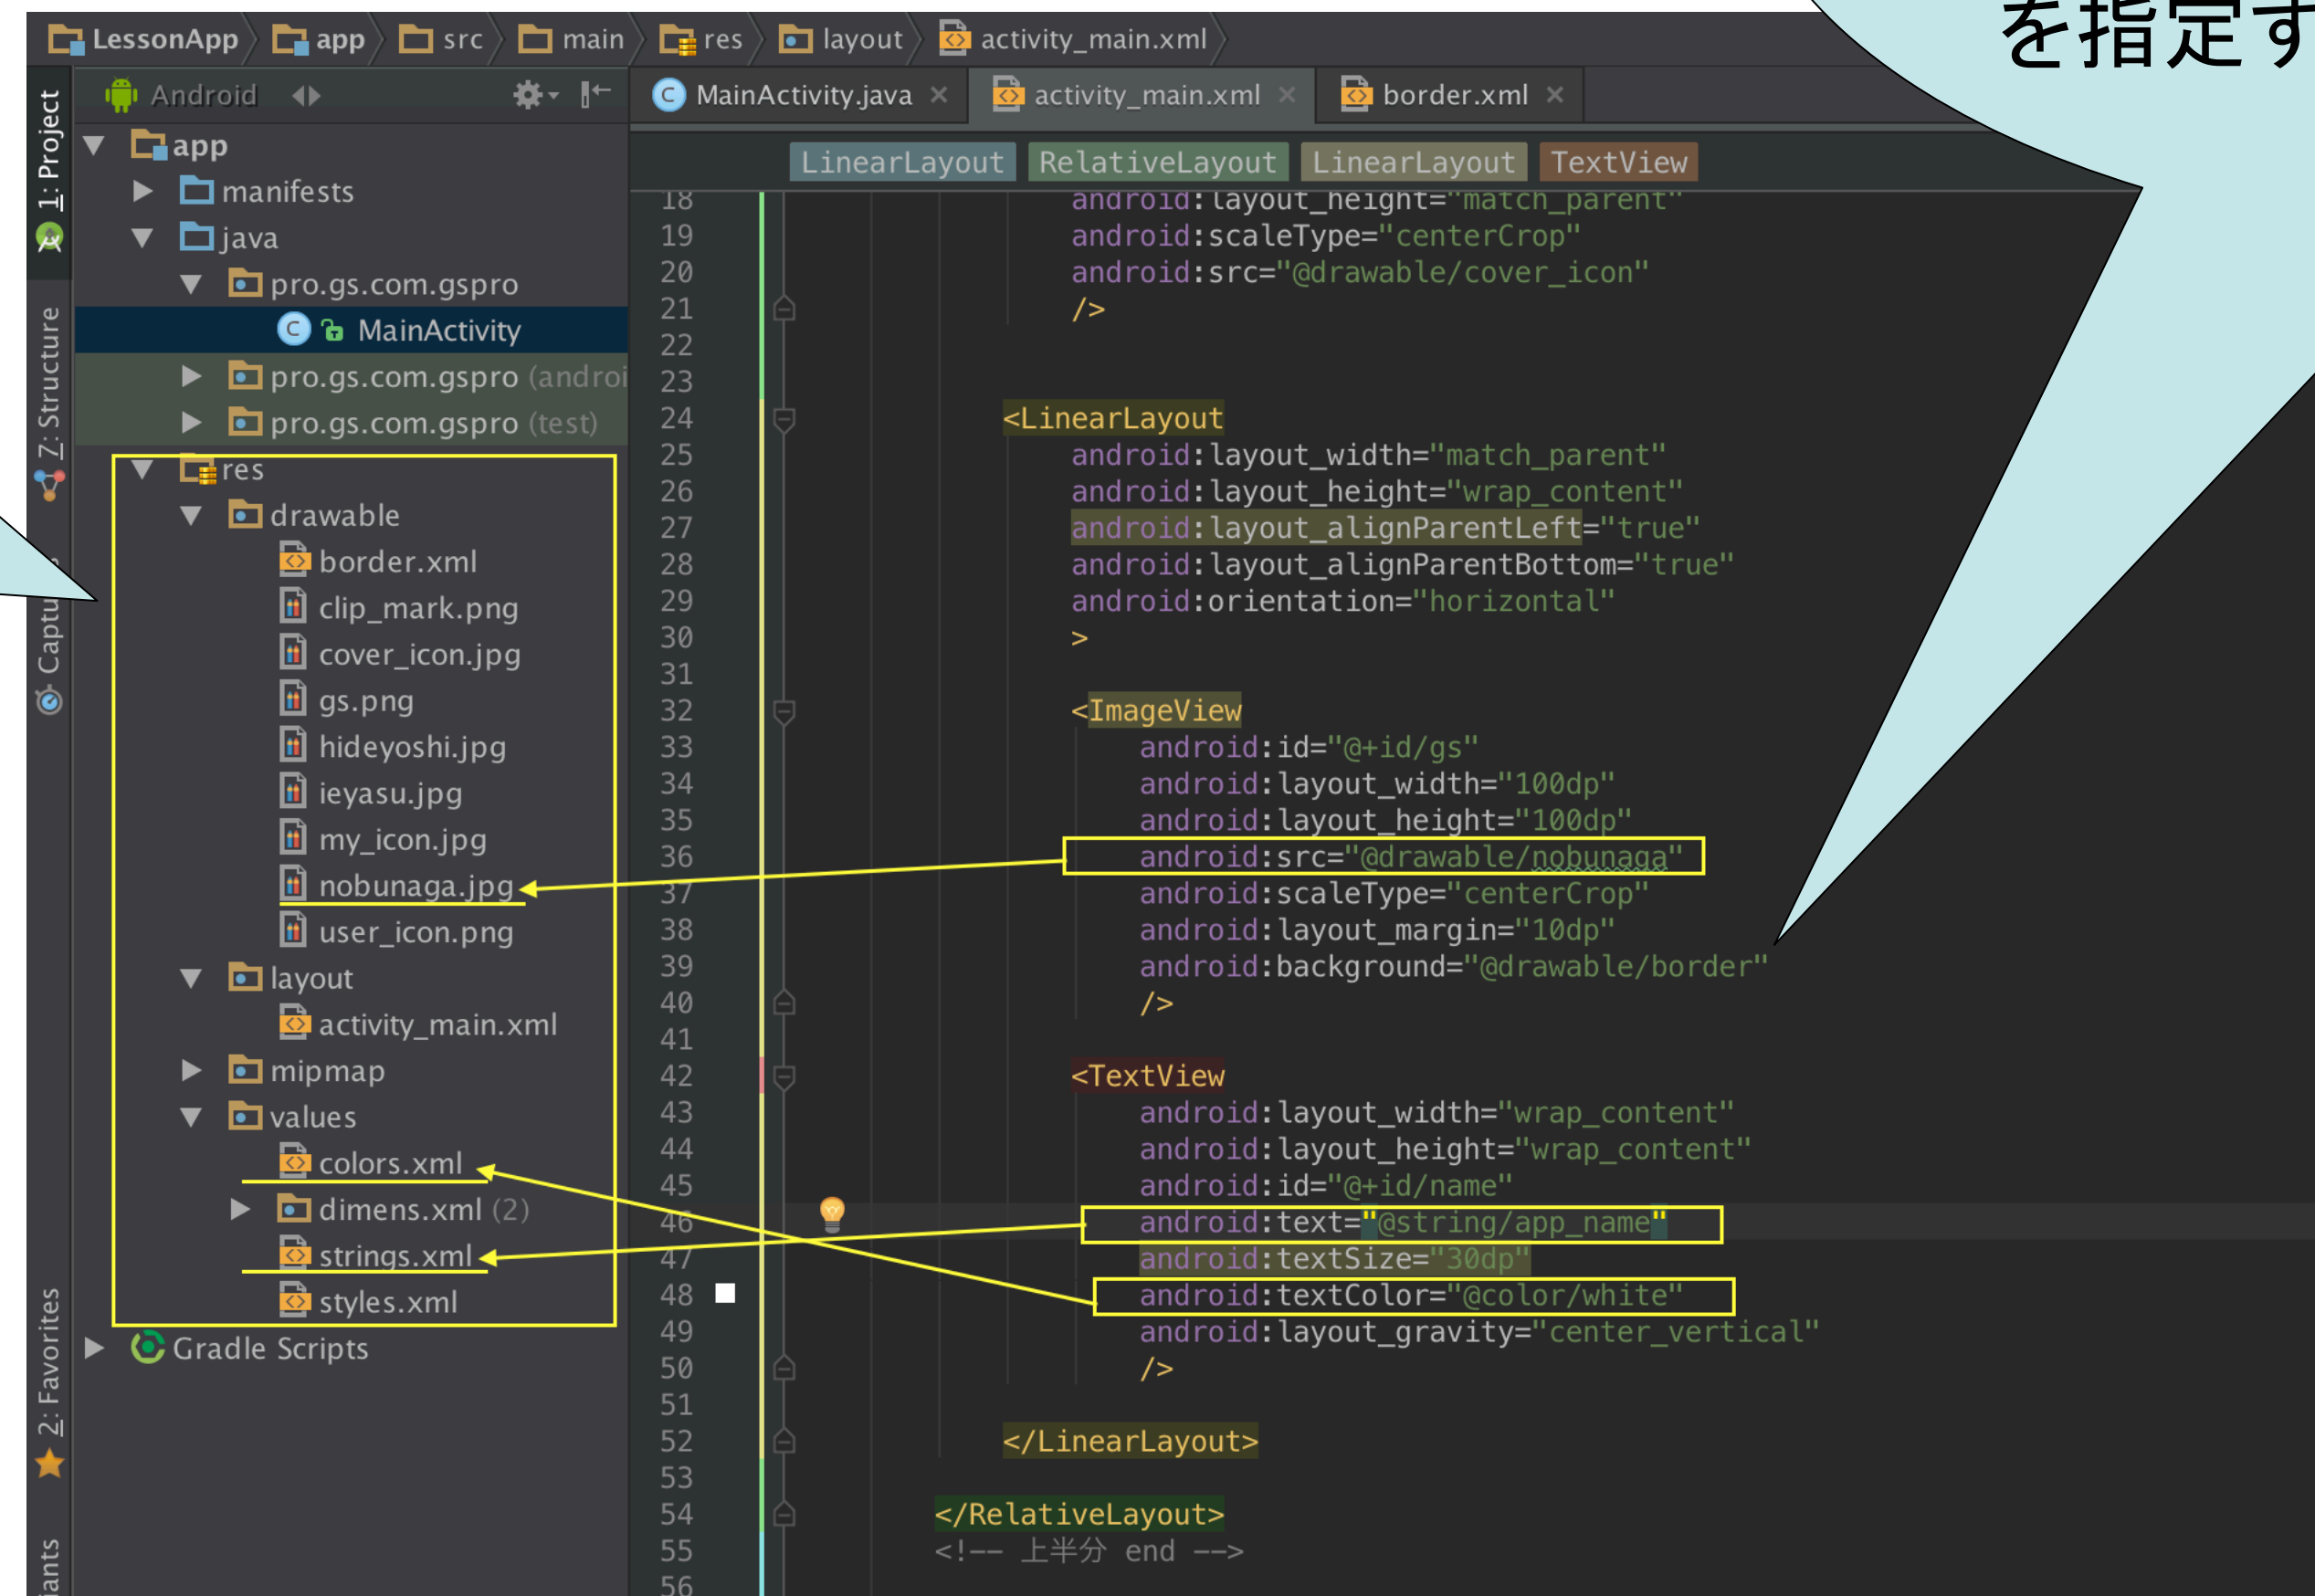 を指定す
LessonApp app src main res layout activity_main.xml
Android
MainActivity.java activity_main.xml border.xml
LinearLayout RelativeLayout LinearLayout TextView
1: Project
7: Structure
2: Favorites
app
manifests
java
pro.gs.com.gspro
MainActivity
pro.gs.com.gspro (androi
pro.gs.com.gspro (test)
res
drawable
border.xml
clip_mark.png
cover_icon.jpg
gs.png
hideyoshi.jpg
ieyasu.jpg
my_icon.jpg
nobunaga.jpg
user_icon.png
layout
activity_main.xml
mipmap
values
colors.xml
dimens.xml (2)
strings.xml
styles.xml
Gradle Scripts
18 android:layout_height="match_parent"
19 android:scaleType="centerCrop"
20 android:src="@drawable/cover_icon"
21 />
22
23
24 <LinearLayout
25 android:layout_width="match_parent"
26 android:layout_height="wrap_content"
27 android:layout_alignParentLeft="true"
28 android:layout_alignParentBottom="true"
29 android:orientation="horizontal"
30 >
31
32 <ImageView
33 android:id="@+id/gs"
34 android:layout_width="100dp"
35 android:layout_height="100dp"
36 android:src="@drawable/nobunaga"
37 android:scaleType="centerCrop"
38 android:layout_margin="10dp"
39 android:background="@drawable/border"
40 />
41
42 <TextView
43 android:layout_width="wrap_content"
44 android:layout_height="wrap_content"
45 android:id="@+id/name"
46 android:text="@string/app_name"
47 android:textSize="30dp"
48 android:textColor="@color/white"
49 android:layout_gravity="center_vertical"
50 />
51
52 </LinearLayout>
53
54 </RelativeLayout>
55 <!-- 上半分 end -->
56